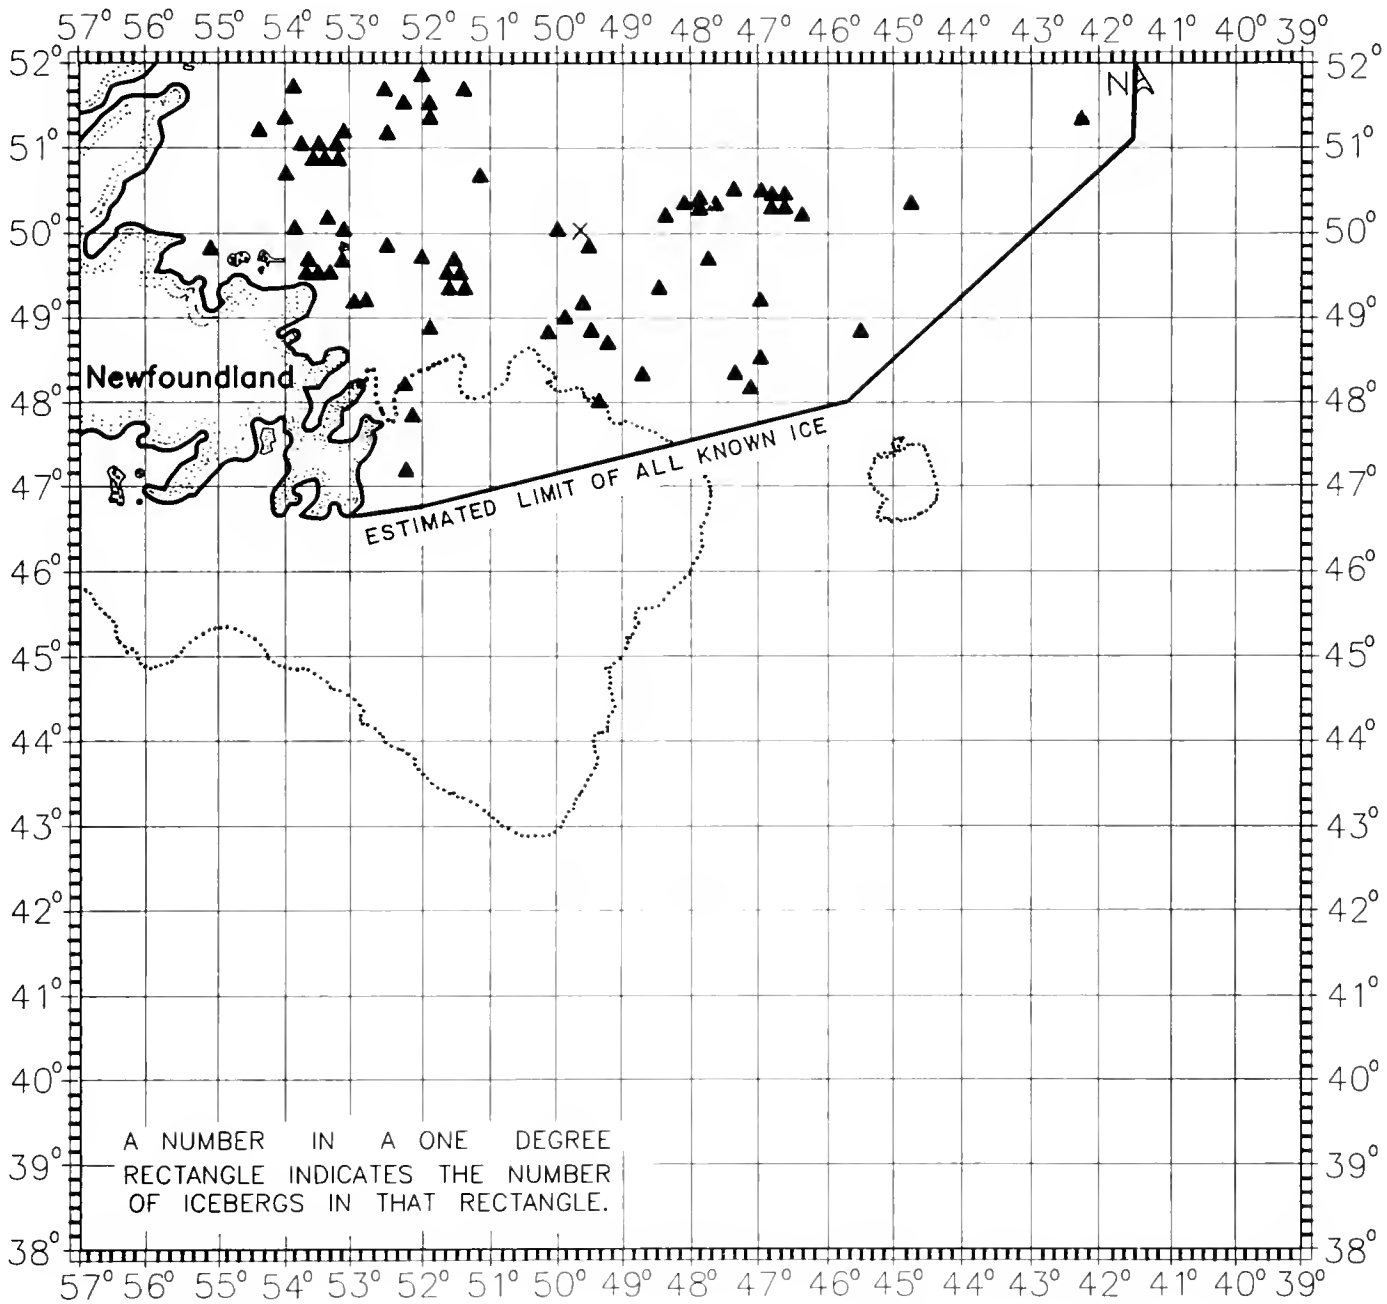 57° 56° 55° 54° 53° 52° 51° 50° 49° 48° 47° 46° 45° 44° 43° 42° 41° 40° 39°
52° 52°
N
51° 51°
50° 50°
49° 49°
Newfoundland
48° 48°
ESTIMATED LIMIT OF ALL KNOWN ICE
47° 47°
46° 46°
45° 45°
44° 44°
43° 43°
42° 42°
41° 41°
40° 40°
A NUMBER IN A ONE DEGREE
39° RECTANGLE INDICATES THE NUMBER 39°
OF ICEBERGS IN THAT RECTANGLE.
38° 38°
57° 56° 55° 54° 53° 52° 51° 50° 49° 48° 47° 46° 45° 44° 43° 42° 41° 40° 39°